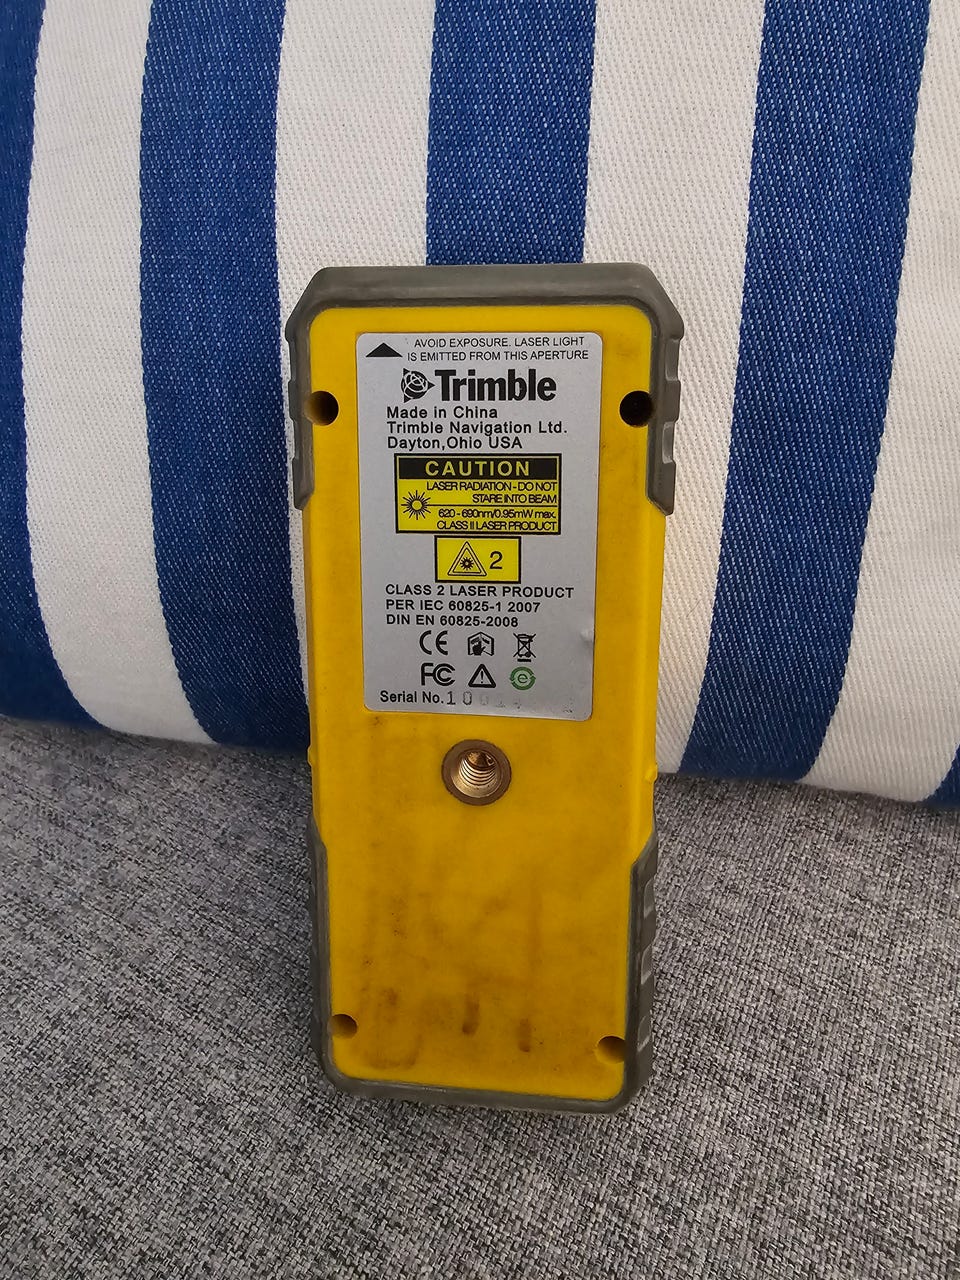 AVOID EXPOSURE. LASER LIGHT
IS EMITTED FROM THIS APERTURE
Trimble
Made in China
Trimble Navigation Ltd.
Dayton,Ohio USA
CAUTION
LASER RADIATION - DO NOT
STARE INTO BEAM
620 - 690nm/0.95mW max.
CLASS II LASER PRODUCT
2
CLASS 2 LASER PRODUCT
PER IEC 60825-1 2007
DIN EN 60825-2008
CE
FC e
Serial No.